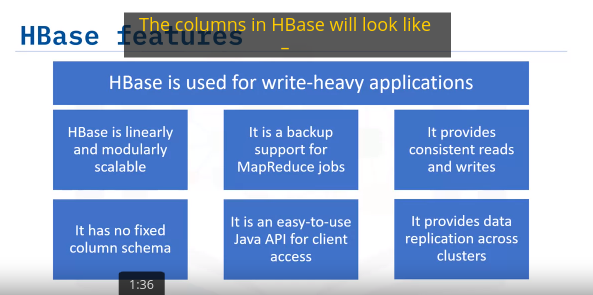 The columns in HBase will look like
–
HBase features
HBase is used for write-heavy applications
HBase is linearly
and modularly
scalable
It is a backup
support for
MapReduce jobs
It provides
consistent reads
and writes
It has no fixed
column schema
It is an easy-to-use
Java API for client
access
It provides data
replication across
clusters
1:36